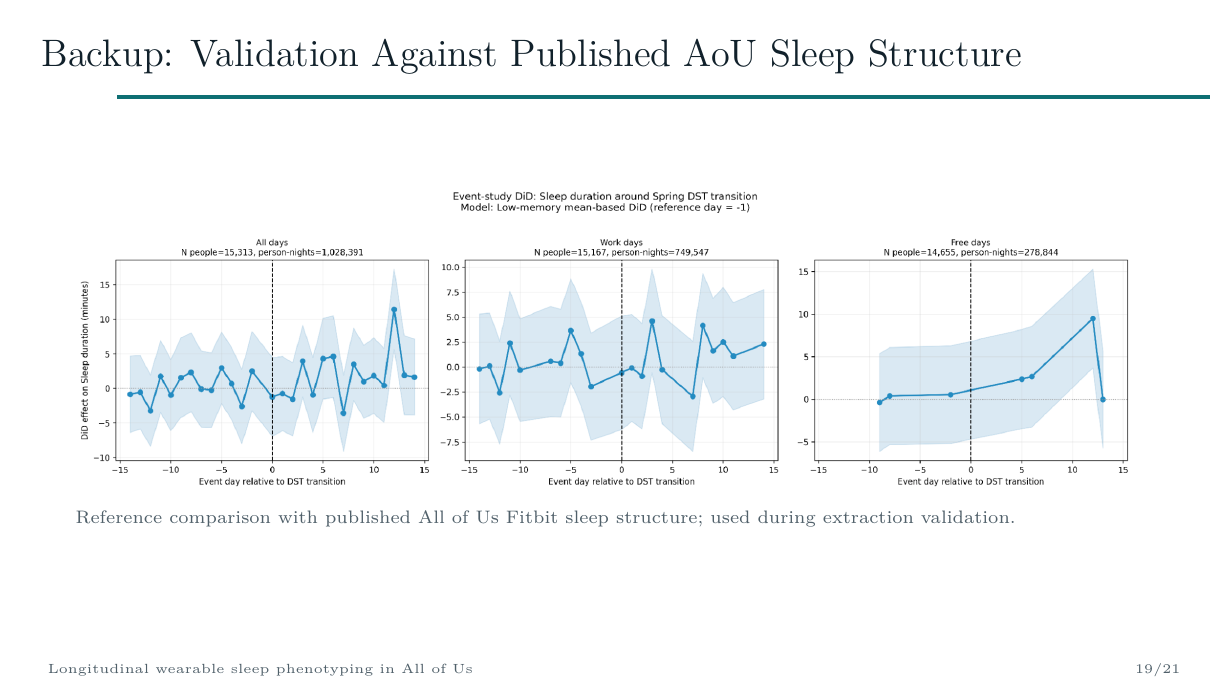 Backup: Validation Against Published AoU Sleep Structure
Event-study DiD: Sleep duration around Spring DST transition
Model: Low-memory mean-based DiD (reference day = -1)
All days
N people=15,313, person-nights=1,028,391
DiD effect on Sleep duration (minutes)
15
10
5
0
−5
−10
−15
−10
−5
0
5
10
15
Event day relative to DST transition
Work days
N people=15,167, person-nights=749,547
10.0
7.5
5.0
2.5
0.0
−2.5
−5.0
−7.5
−15
−10
−5
0
5
10
15
Event day relative to DST transition
Free days
N people=14,655, person-nights=278,844
15
10
5
0
−5
−15
−10
−5
0
5
10
15
Event day relative to DST transition
Reference comparison with published All of Us Fitbit sleep structure; used during extraction validation.
Longitudinal wearable sleep phenotyping in All of Us
19/21